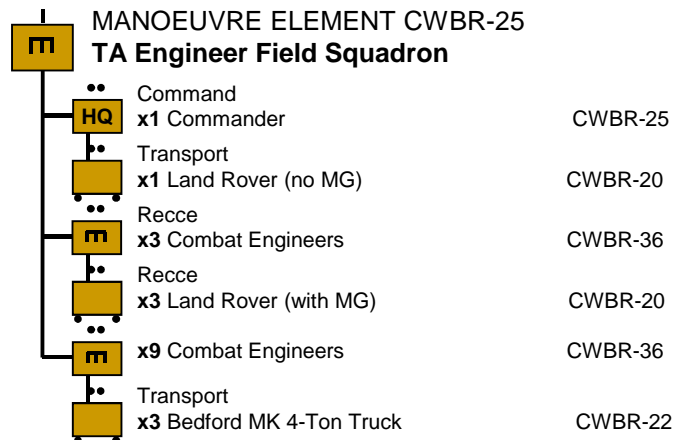 MANOEUVRE ELEMENT CWBR-25
TA Engineer Field Squadron
Command
HQ x1 Commander CWBR-25
Transport
x1 Land Rover (no MG) CWBR-20
Recce
x3 Combat Engineers CWBR-36
Recce
x3 Land Rover (with MG) CWBR-20
x9 Combat Engineers CWBR-36
Transport
x3 Bedford MK 4-Ton Truck CWBR-22